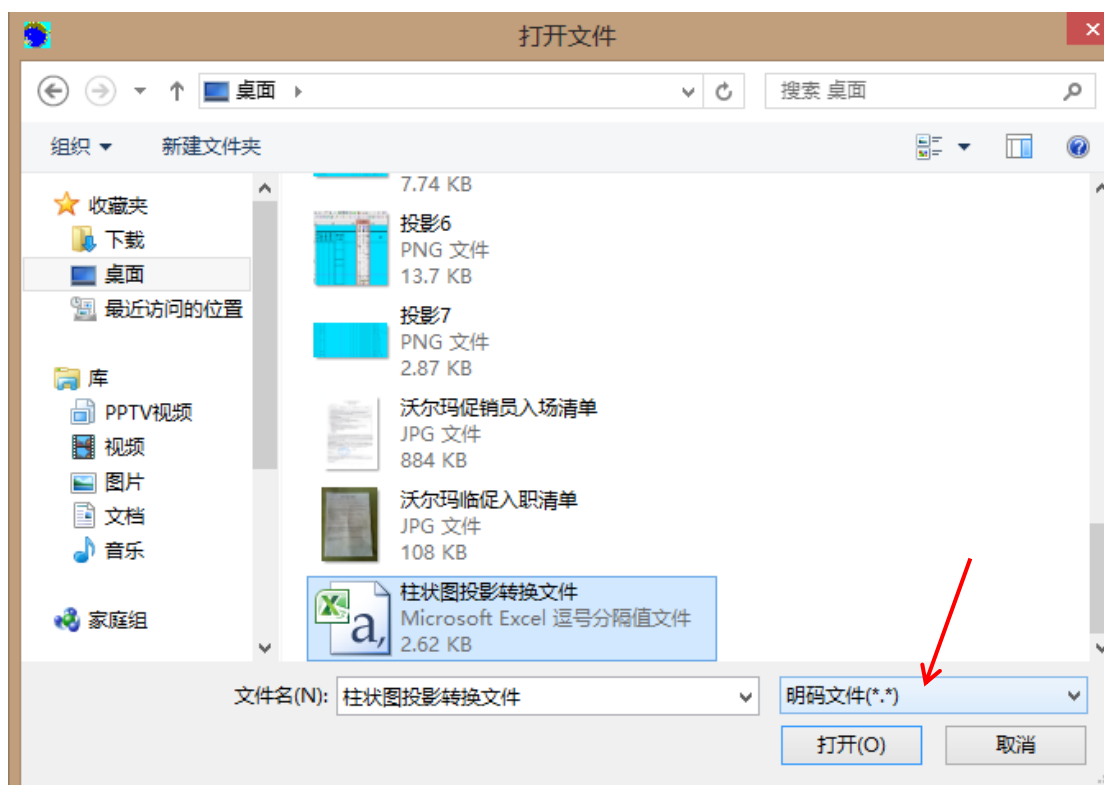 打开文件
桌面
搜索 桌面
组织
新建文件夹
收藏夹
下载
桌面
最近访问的位置
库
PPTV视频
视频
图片
文档
音乐
家庭组
7.74 KB
投影6
PNG 文件
13.7 KB
投影7
PNG 文件
2.87 KB
沃尔玛促销员入场清单
JPG 文件
884 KB
沃尔玛临促入职清单
JPG 文件
108 KB
柱状图投影转换文件
Microsoft Excel 逗号分隔值文件
2.62 KB
文件名(N): 柱状图投影转换文件
明码文件(*.*)
打开(O)
取消